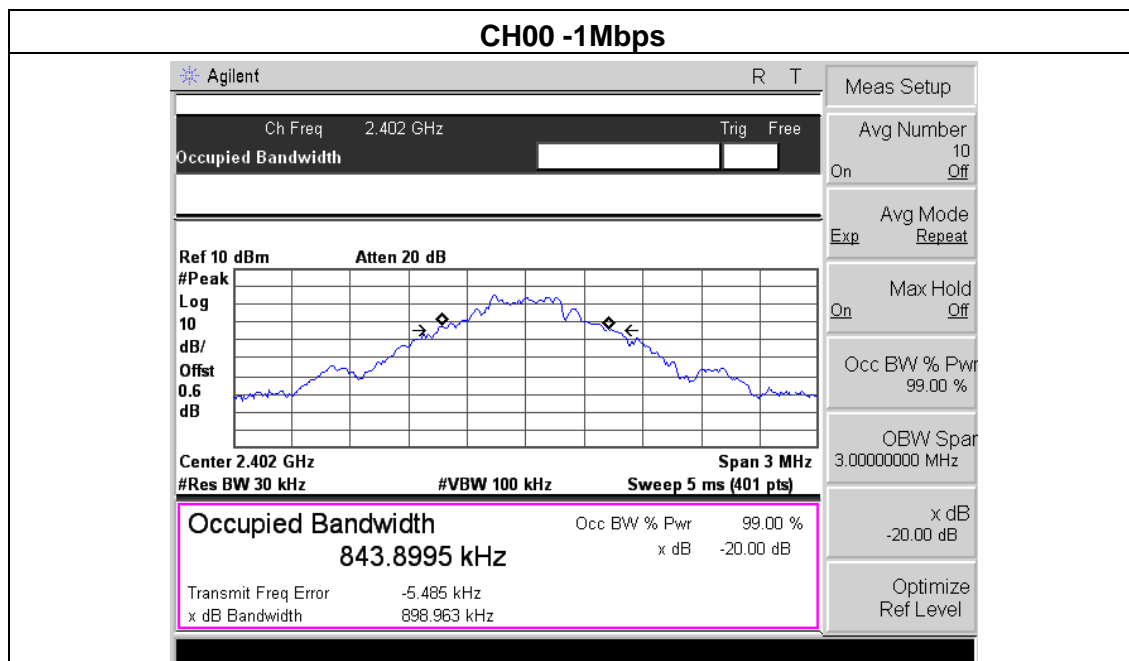 CH00 -1Mbps
Agilent R T
Ch Freq 2.402 GHz Trig Free
Occupied Bandwidth
Ref 10 dBm Atten 20 dB
#Peak
Log
10
dB/
Offst
0.6
dB
Center 2.402 GHz Span 3 MHz
#Res BW 30 kHz #VBW 100 kHz Sweep 5 ms (401 pts)
Occupied Bandwidth Occ BW % Pwr 99.00 %
843.8995 kHz x dB -20.00 dB
Transmit Freq Error -5.485 kHz
x dB Bandwidth 898.963 kHz
Meas Setup
Avg Number
10
On Off
Avg Mode
Exp Repeat
Max Hold
On Off
Occ BW % Pwr
99.00 %
OBW Span
3.00000000 MHz
x dB
-20.00 dB
Optimize
Ref Level